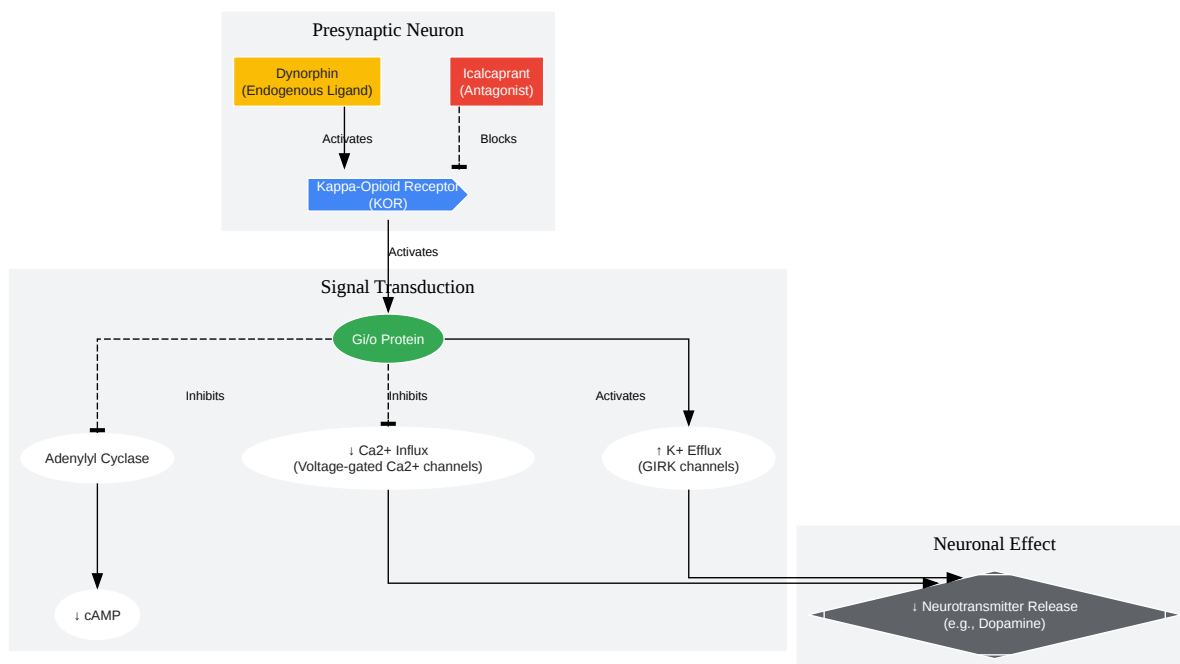 Presynaptic Neuron
Dynorphin
(Endogenous Ligand)
Icalcaprant
(Antagonist)
Activates
Blocks
Kappa-Opioid Receptor
(KOR)
Activates
Signal Transduction
Gi/o Protein
Inhibits
Inhibits
Activates
Adenylyl Cyclase
↓ Ca2+ Influx
(Voltage-gated Ca2+ channels)
↑ K+ Efflux
(GIRK channels)
Neuronal Effect
↓ cAMP
↓ Neurotransmitter Release
(e.g., Dopamine)